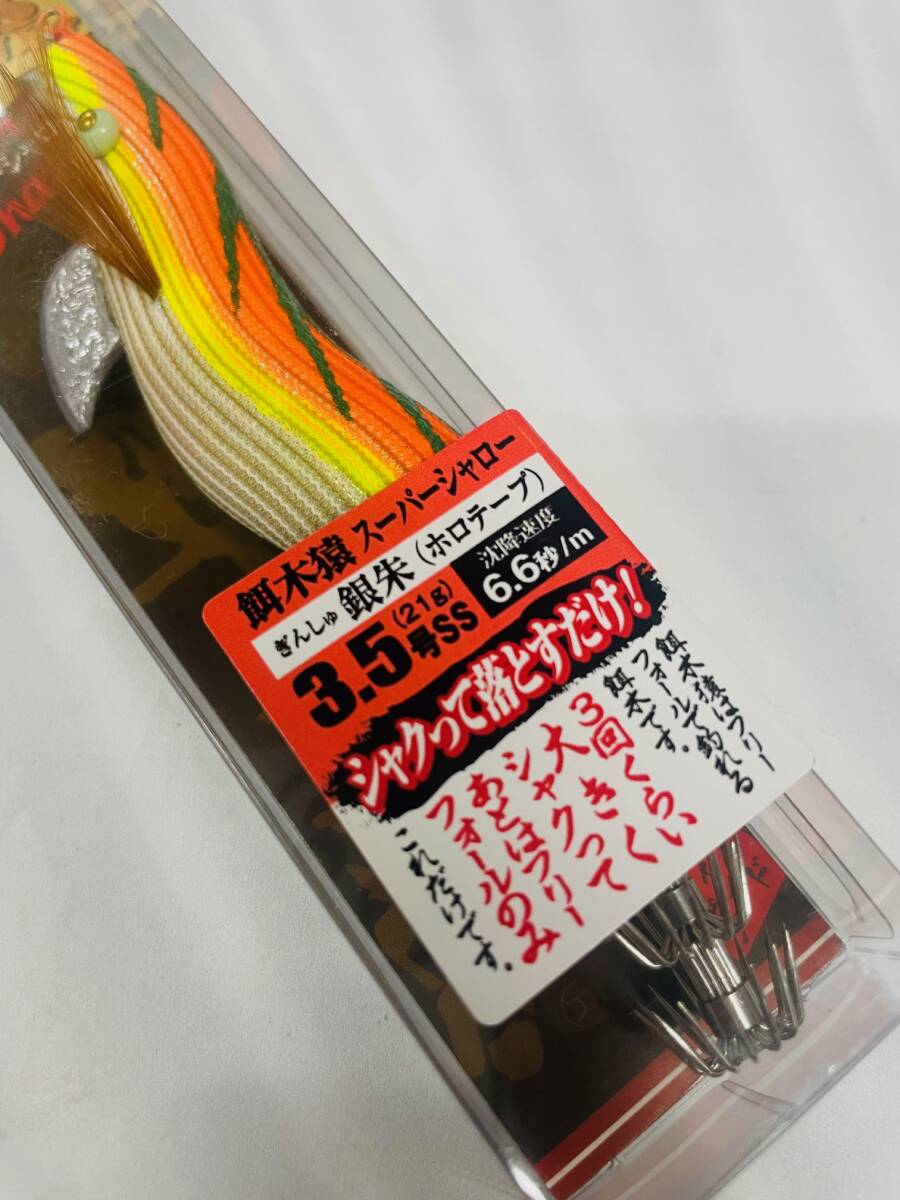 餌木猿 スーパーシャロー
ぎんしゅ 銀朱 (ホロテープ)
3.5号SS (21g)
沈降速度
6.6秒/m
シャクって落とすだけ!
餌木猿はフリー
フォールで釣れる
餌木です。
3回くらい
大きく
シャクって
あとはフリー
フォールのみ
これだけです。